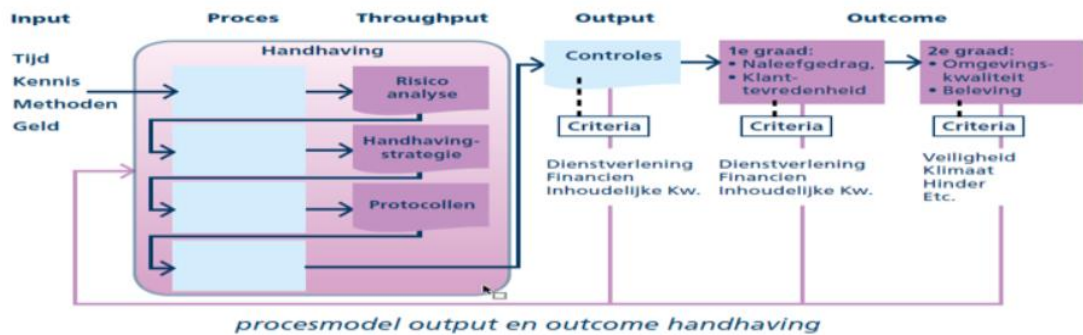 Input
Proces
Throughput
Output
Outcome
Tijd
Kennis
Methoden
Geld
Handhaving
Risico
analyse
Handhaving-
strategie
Protocollen
Controles
Criteria
Dienstverlening
Financien
Inhoudelijke Kw.
1e graad:
• Naleefgedrag,
• Klant-
tevredenheid
Criteria
Dienstverlening
Financien
Inhoudelijke Kw.
2e graad:
• Omgevings-
kwaliteit
• Beleving
Criteria
Veiligheid
Klimaat
Hinder
Etc.
procesmodel output en outcome handhaving